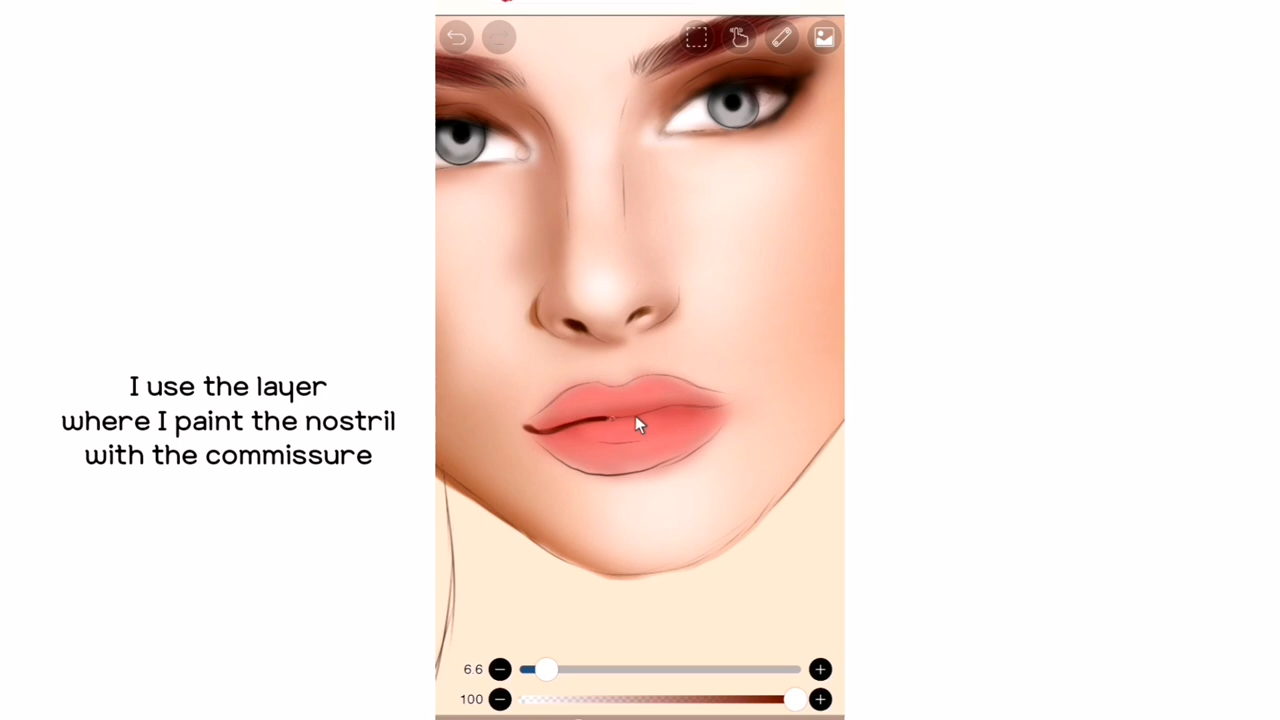 I use the layer
where I paint the nostril
with the commissure
6.6
100